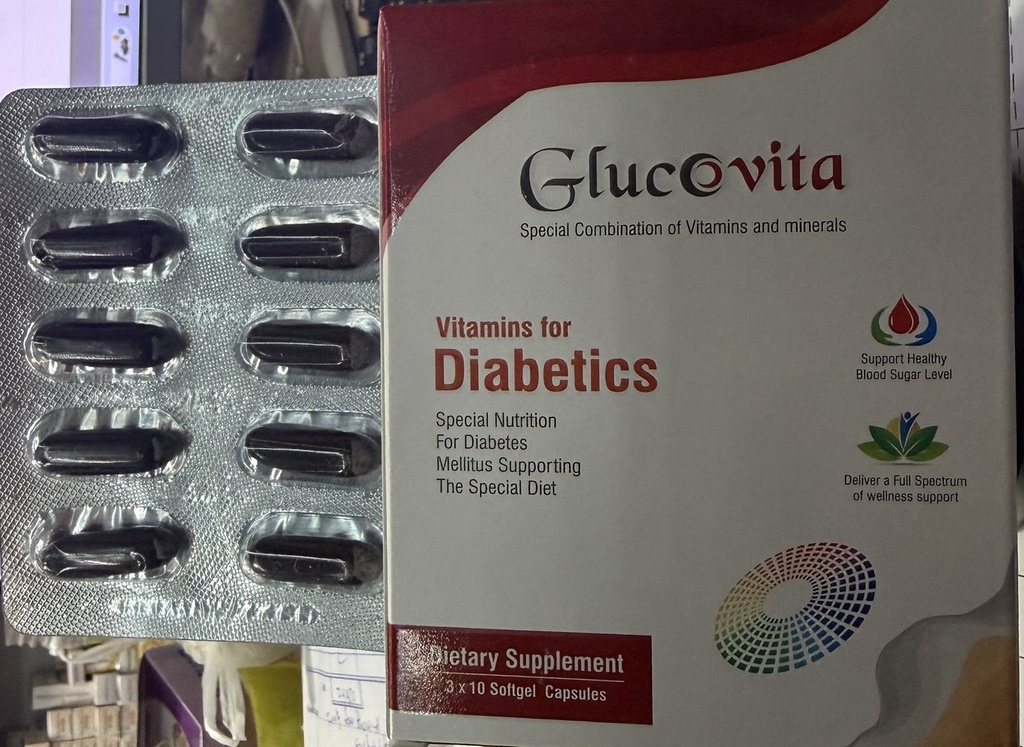 Glucovita
Special Combination of Vitamins and minerals
Vitamins for
Diabetics
Special Nutrition
For Diabetes
Mellitus Supporting
The Special Diet
Support Healthy
Blood Sugar Level
Deliver a Full Spectrum
of wellness support
Dietary Supplement
3 x 10 Softgel Capsules